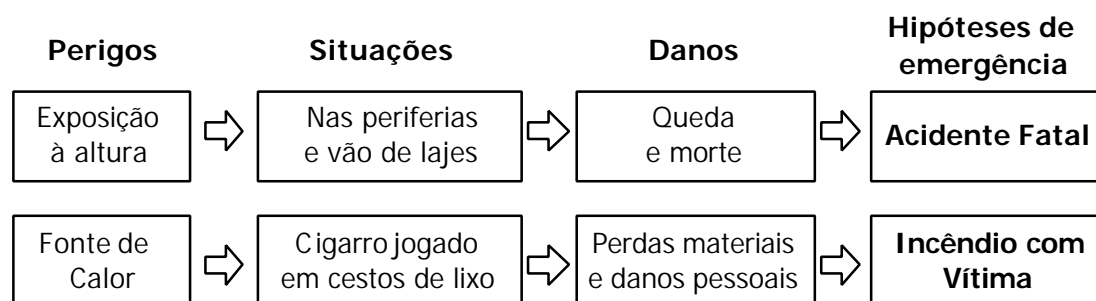 Perigos
Situações
Danos
Hipóteses de
emergência
Exposição
à altura
Nas periferias
e vão de lajes
Queda
e morte
Acidente Fatal
Fonte de
Calor
Cigarro jogado
em cestos de lixo
Perdas materiais
e danos pessoais
Incêndio com
Vítima